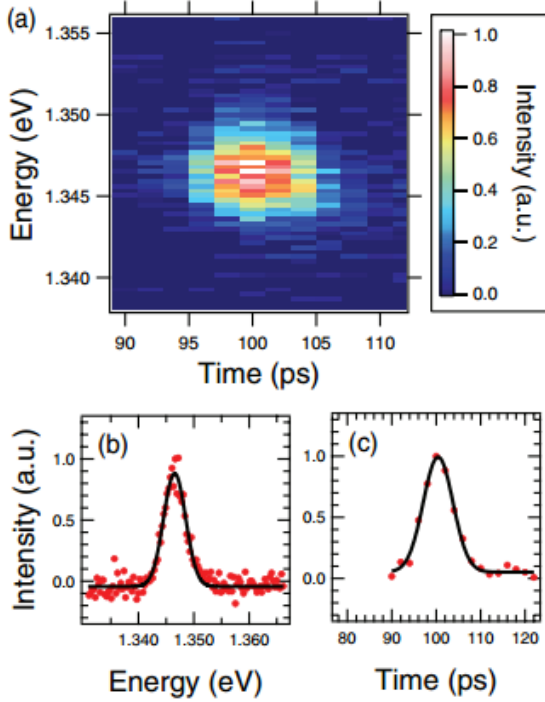 (a)
1.355
1.350
1.345
1.340
Energy (eV)
90 95 100 105 110
Time (ps)
1.0
0.8
0.6
0.4
0.2
0.0
Intensity (a.u.)
(b)
1.0
0.5
0.0
Intensity (a.u.)
1.340 1.350 1.360
Energy (eV)
(c)
1.0
0.5
0.0
80 90 100 110 120
Time (ps)